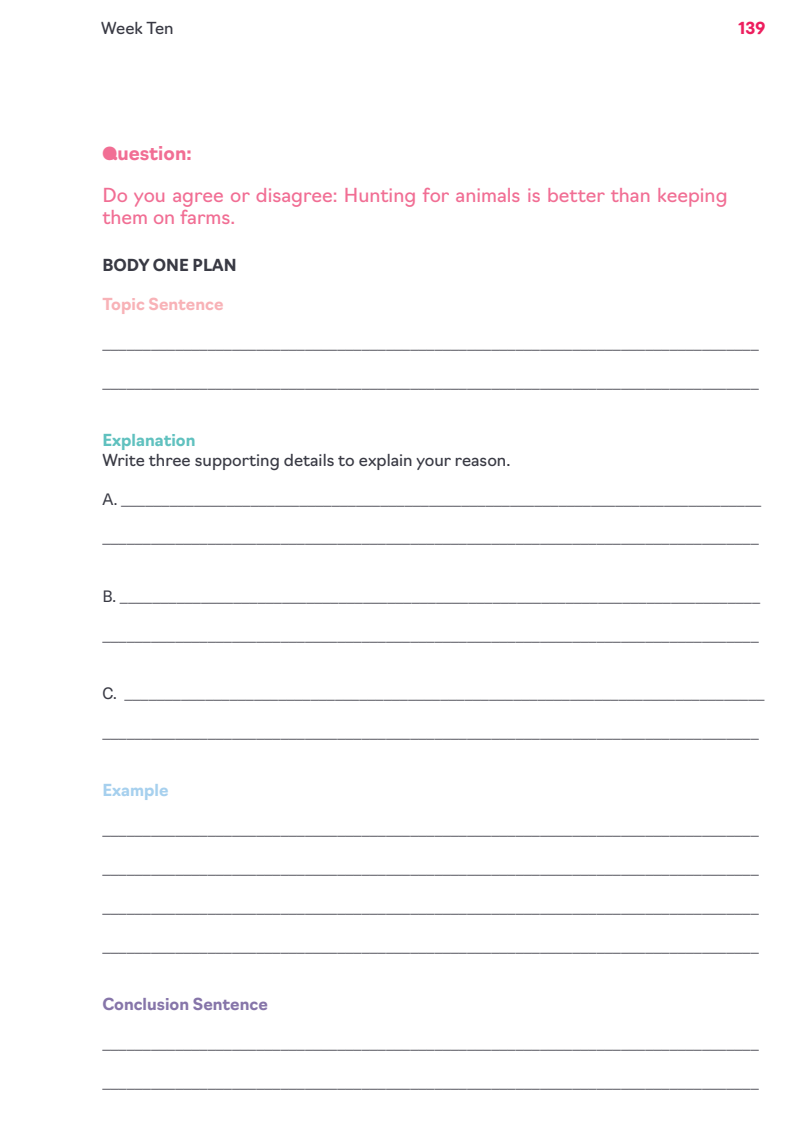 Week Ten
139
Question:
Do you agree or disagree: Hunting for animals is better than keeping
them on farms.
BODY ONE PLAN
Topic Sentence
Explanation
Write three supporting details to explain your reason.
A.
B.
C.
Example
Conclusion Sentence